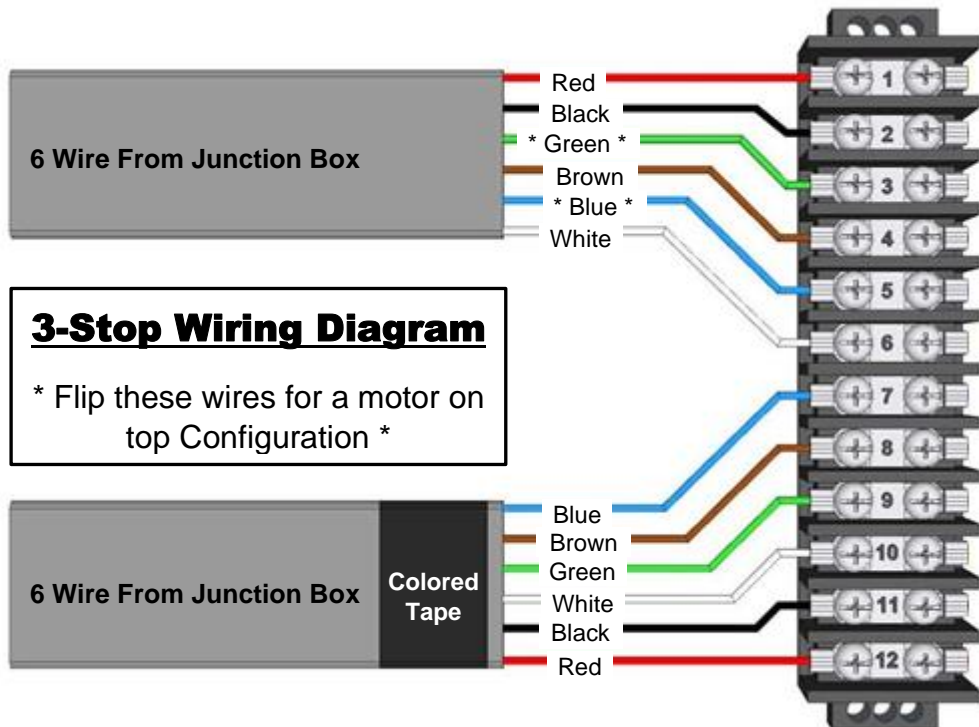 6 Wire From Junction Box
Red
Black
* Green *
Brown
* Blue *
White
3-Stop Wiring Diagram
* Flip these wires for a motor on
top Configuration *
6 Wire From Junction Box
Colored
Tape
Blue
Brown
Green
White
Black
Red
1
2
3
4
5
6
7
8
9
10
11
12